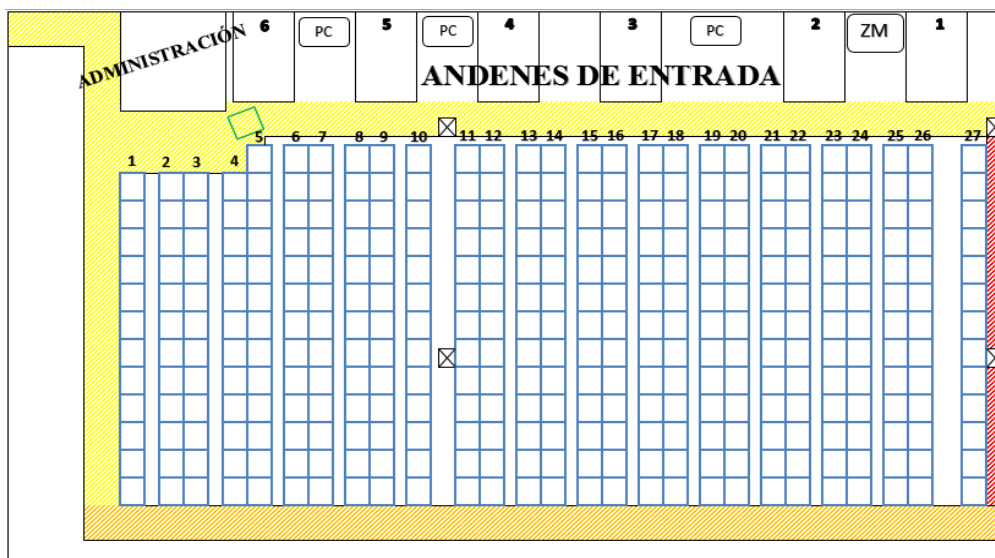 6 PC 5 PC 4 3 PC 2 ZM 1
ADMINISTRACIÓN
ANDENES DE ENTRADA
1 2 3 4 5 6 7 8 9 10 11 12 13 14 15 16 17 18 19 20 21 22 23 24 25 26 27